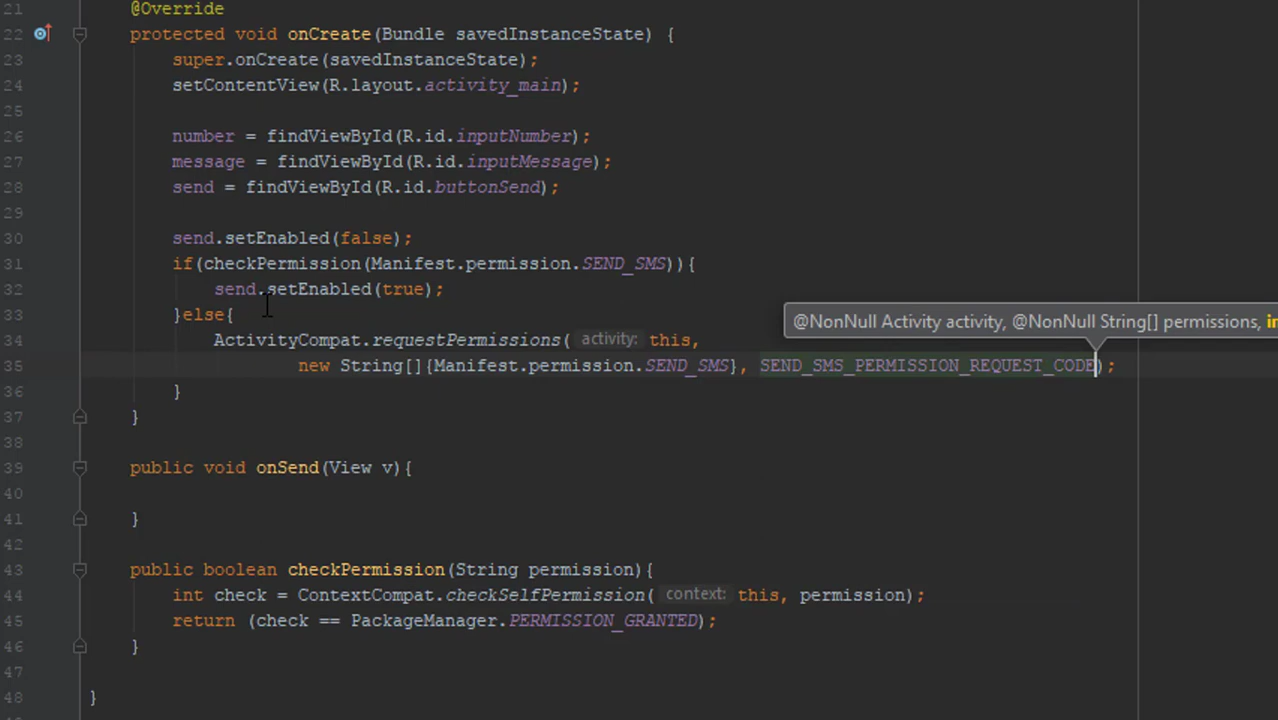 21 @Override
22 protected void onCreate(Bundle savedInstanceState) {
23 super.onCreate(savedInstanceState);
24 setContentView(R.layout.activity_main);
25
26 number = findViewById(R.id.inputNumber);
27 message = findViewById(R.id.inputMessage);
28 send = findViewById(R.id.buttonSend);
29
30 send.setEnabled(false);
31 if(checkPermission(Manifest.permission.SEND_SMS)){
32 send.setEnabled(true);
33 }else{
@NonNull Activity activity, @NonNull String[] permissions,
34 ActivityCompat.requestPermissions( activity: this,
35 new String[]{Manifest.permission.SEND_SMS}, SEND_SMS_PERMISSION_REQUEST_CODE);
36 }
37 }
38
39 public void onSend(View v){
40
41 }
42
43 public boolean checkPermission(String permission){
44 int check = ContextCompat.checkSelfPermission( context: this, permission);
45 return (check == PackageManager.PERMISSION_GRANTED);
46 }
47
48 }